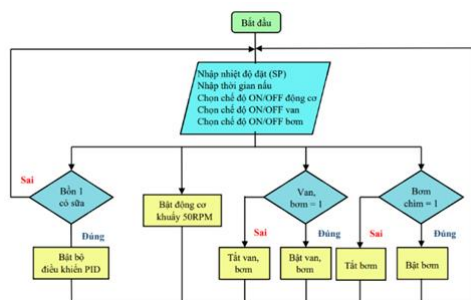 Bắt đầu
Nhập nhiệt độ đặt (SP)
Nhập thời gian nấu
Chọn chế độ ON/OFF động cơ
Chọn chế độ ON/OFF van
Chọn chế độ ON/OFF bơm
Sai
Bồn 1
có sữa
Đúng
Bật bộ
điều khiển PID
Bật động cơ
khuấy 50RPM
Van,
bơm = 1
Sai
Đúng
Tắt van,
bơm
Bật van,
bơm
Bơm
chìm = 1
Sai
Đúng
Tắt bơm
Bật bơm